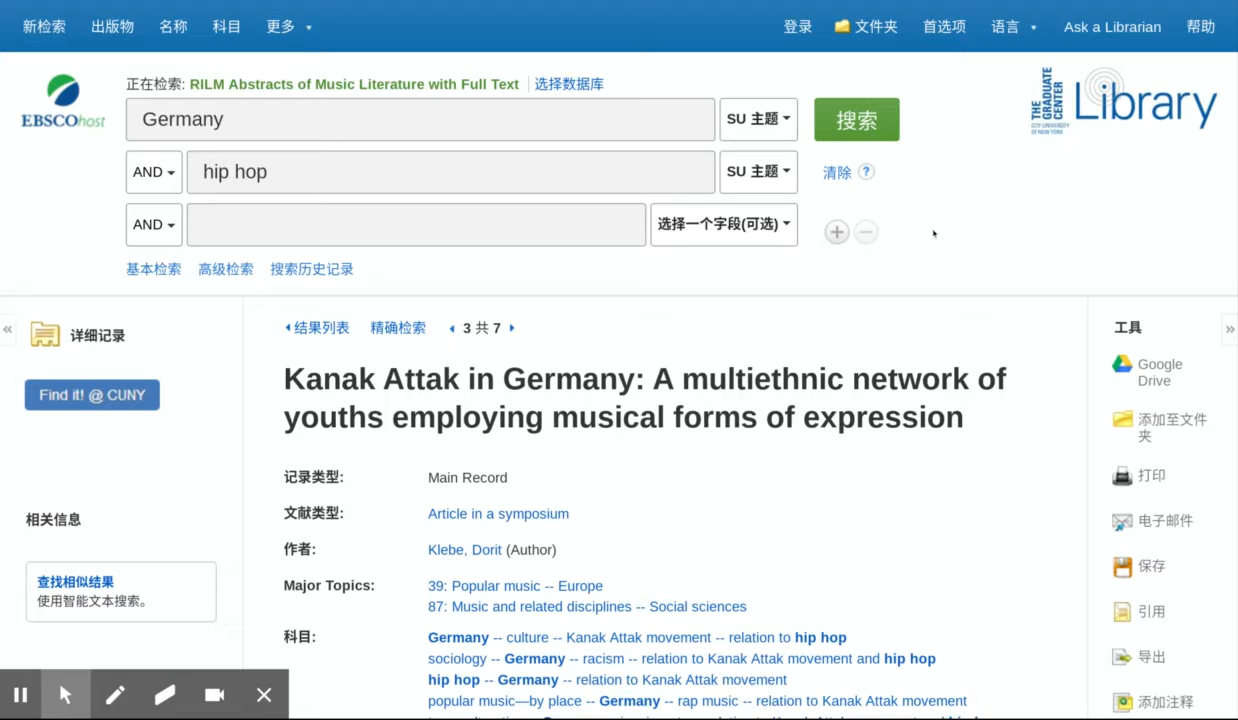 新检索 出版物 名称 科目 更多 登录 文件夹 首选项 语言 Ask a Librarian 帮助
EBSCOhost
正在检索: RILM Abstracts of Music Literature with Full Text 选择数据库
Germany SU 主题 搜索
AND hip hop SU 主题 清除 ?
AND 选择一个字段(可选)
基本检索 高级检索 搜索历史记录
THE GRADUATE CENTER
CITY UNIVERSITY OF NEW YORK
Library
详细记录
Find it! @ CUNY
相关信息
查找相似结果
使用智能文本搜索。
结果列表 精确检索 3 共 7
Kanak Attak in Germany: A multiethnic network of
youths employing musical forms of expression
记录类型: Main Record
文献类型: Article in a symposium
作者: Klebe, Dorit (Author)
Major Topics: 39: Popular music -- Europe
87: Music and related disciplines -- Social sciences
科目: Germany -- culture -- Kanak Attak movement -- relation to hip hop
sociology -- Germany -- racism -- relation to Kanak Attak movement and hip hop
hip hop -- Germany -- relation to Kanak Attak movement
popular music—by place -- Germany -- rap music -- relation to Kanak Attak movement
工具
Google
Drive
添加至文件
夹
打印
电子邮件
保存
引用
导出
添加注释